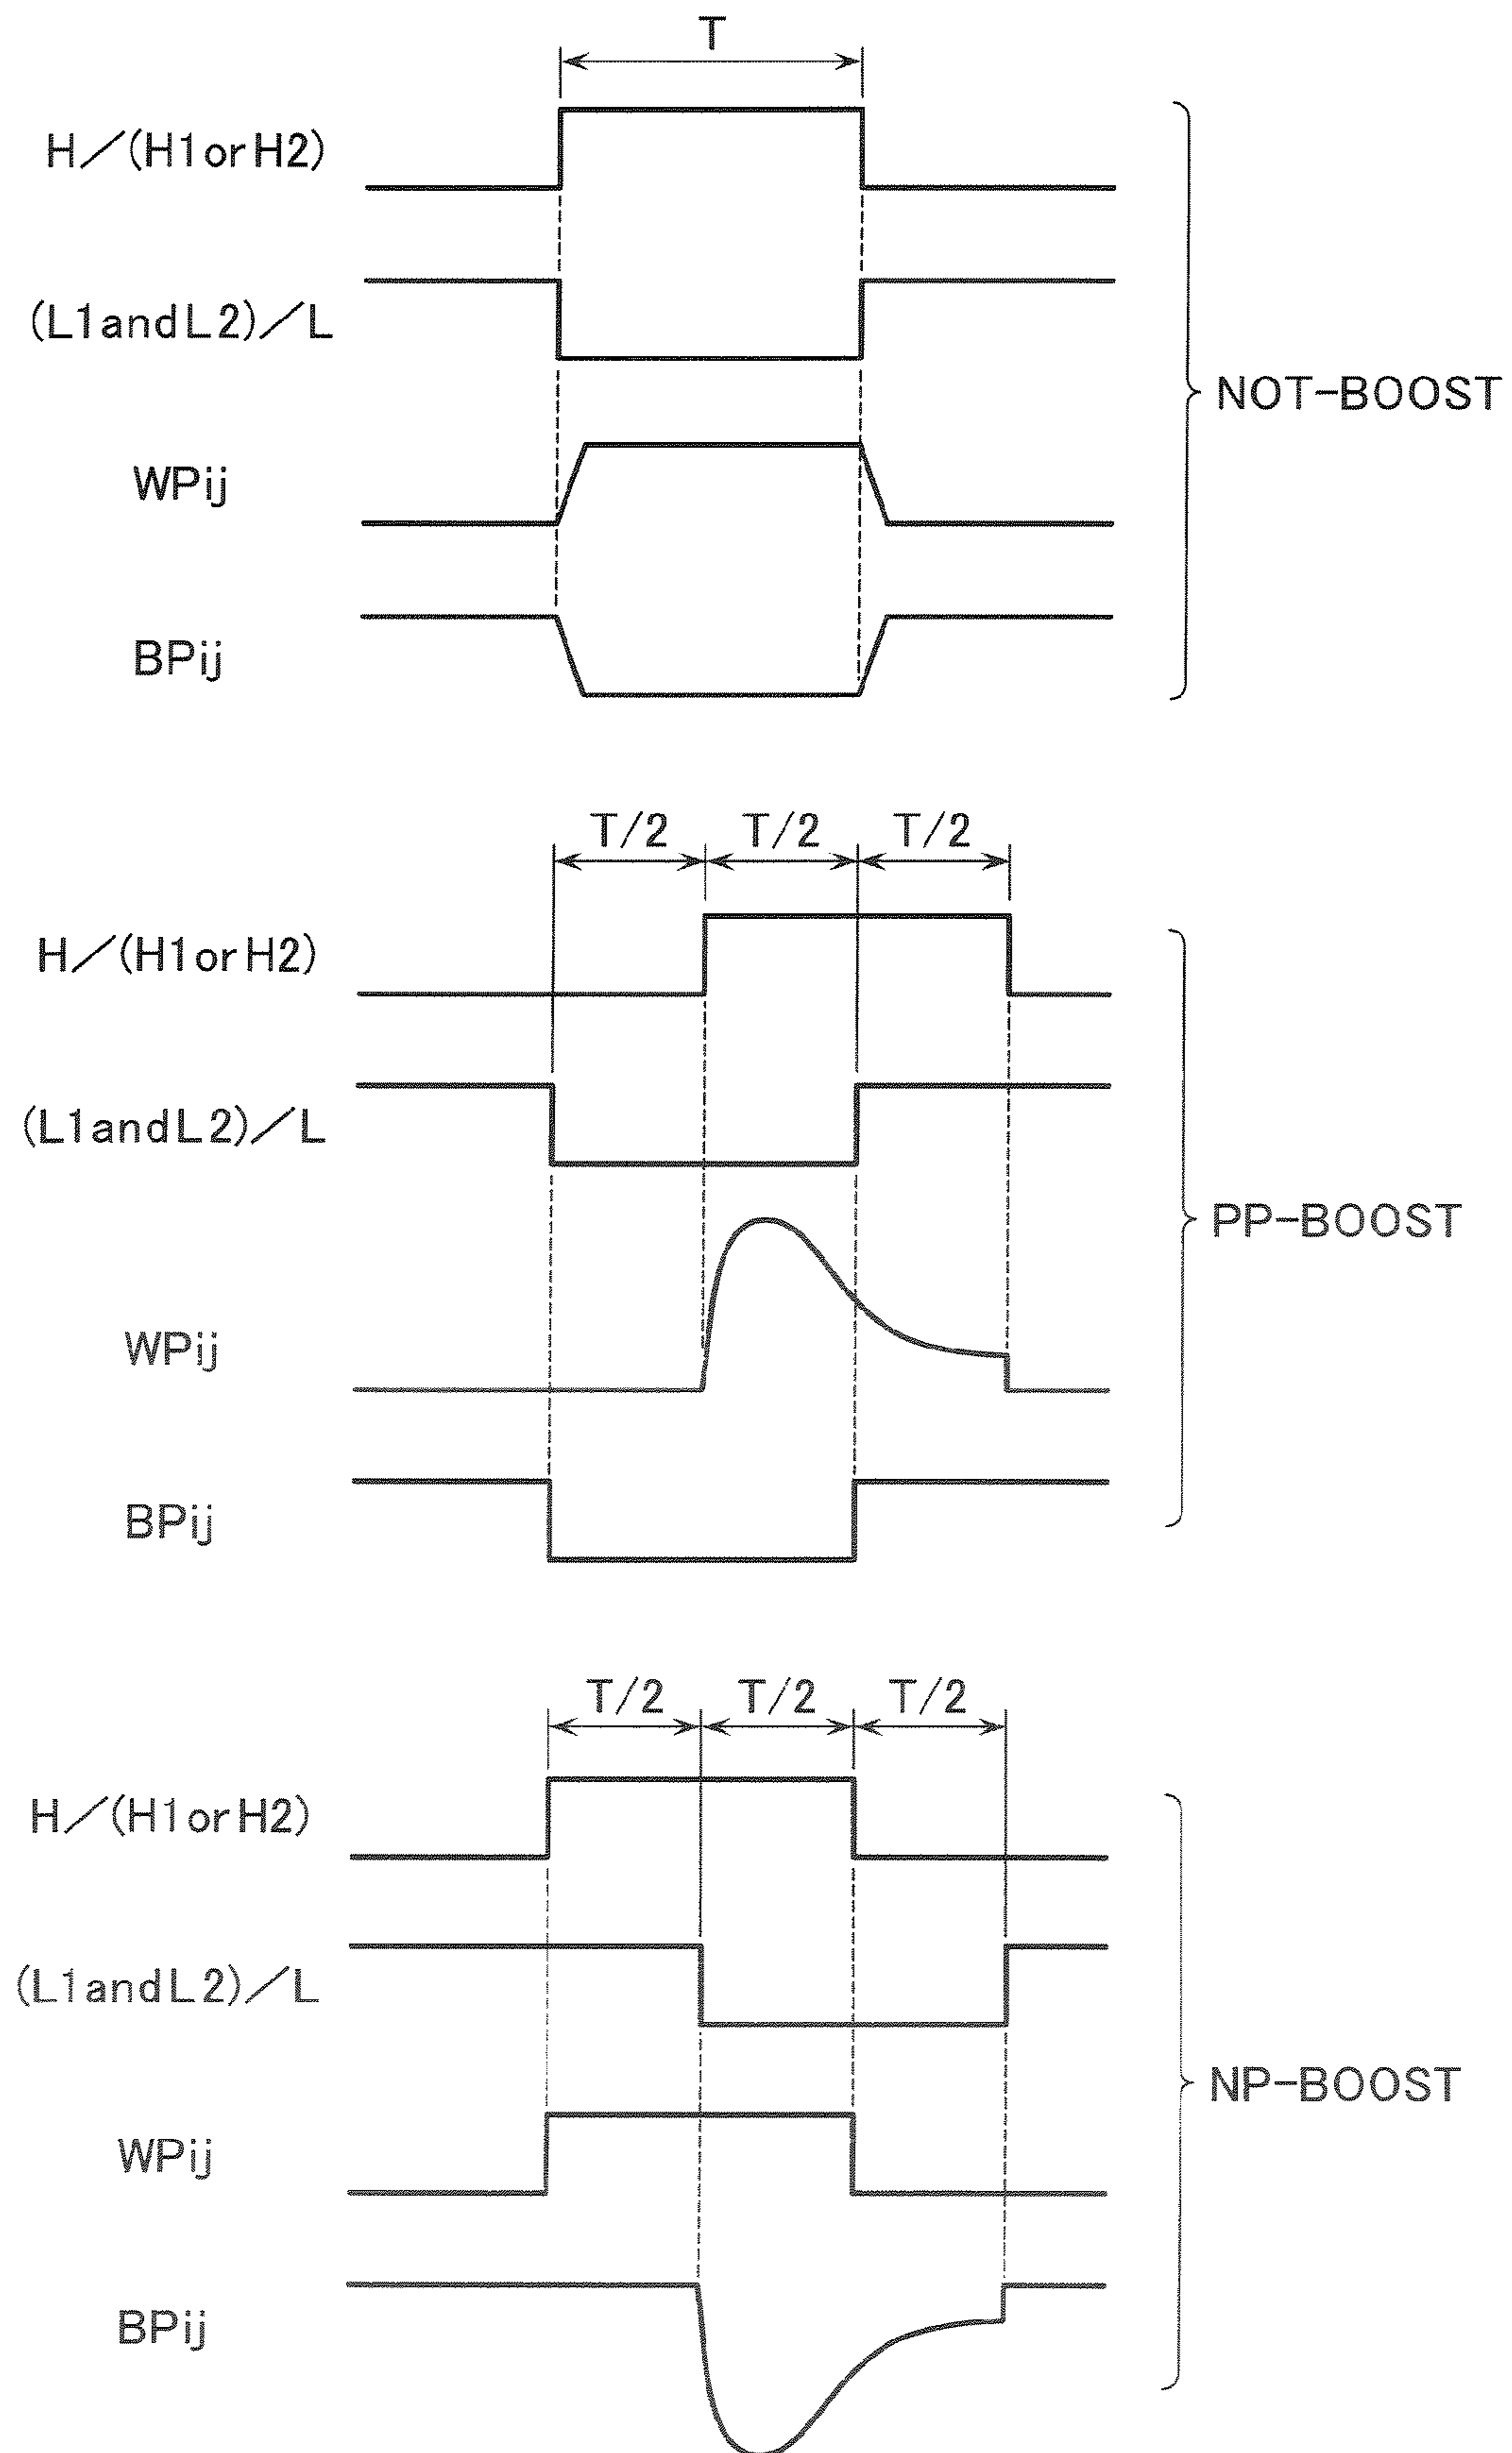 T
H／(H1orH2)
(L1andL2)／L
WPij
BPij
NOT-BOOST
T/2 T/2 T/2
H／(H1orH2)
(L1andL2)／L
WPij
BPij
PP-BOOST
T/2 T/2 T/2
H／(H1orH2)
(L1andL2)／L
WPij
BPij
NP-BOOST